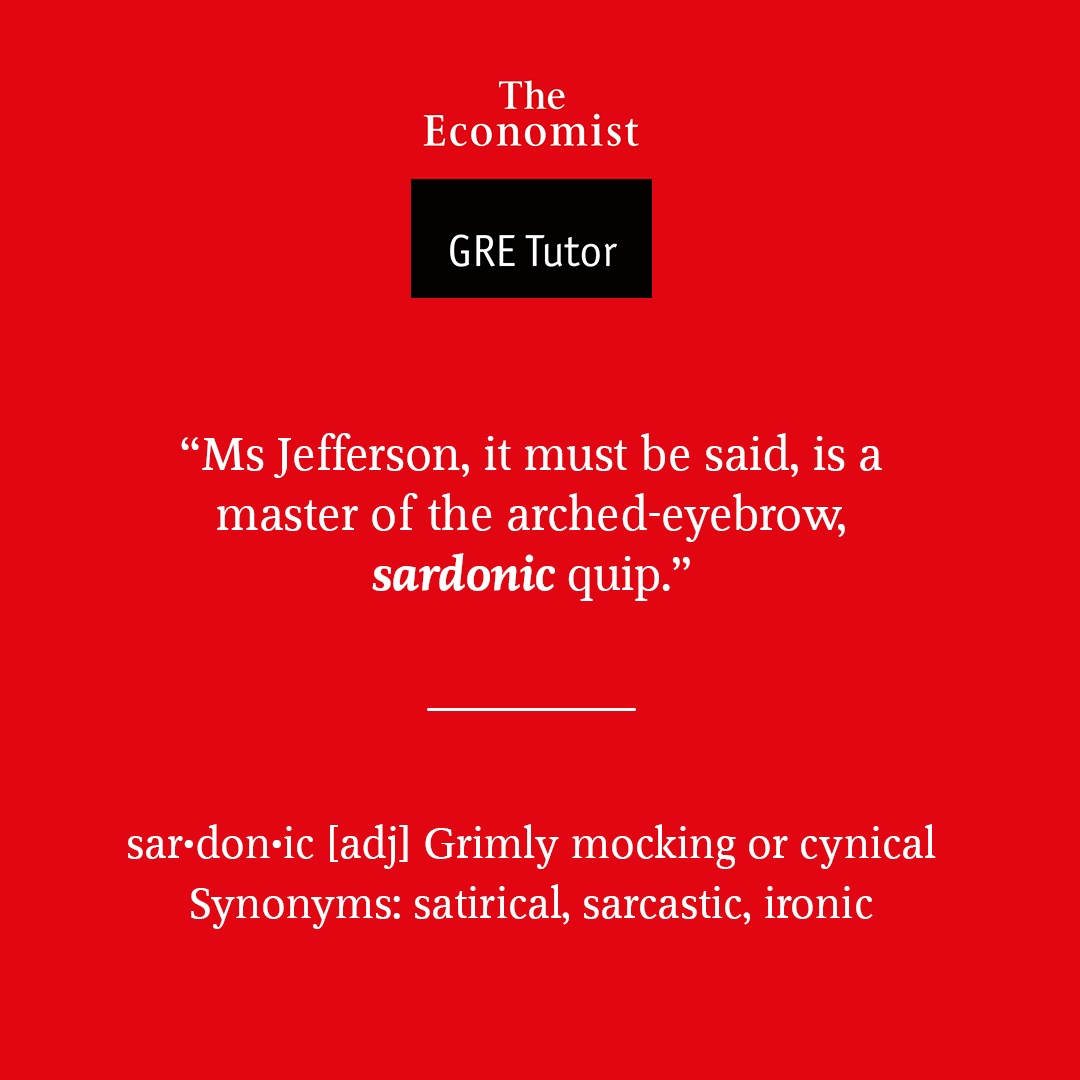 The
Economist
GRE Tutor
“Ms Jefferson, it must be said, is a
master of the arched-eyebrow,
sardonic quip.”
sar•don•ic [adj] Grimly mocking or cynical
Synonyms: satirical, sarcastic, ironic